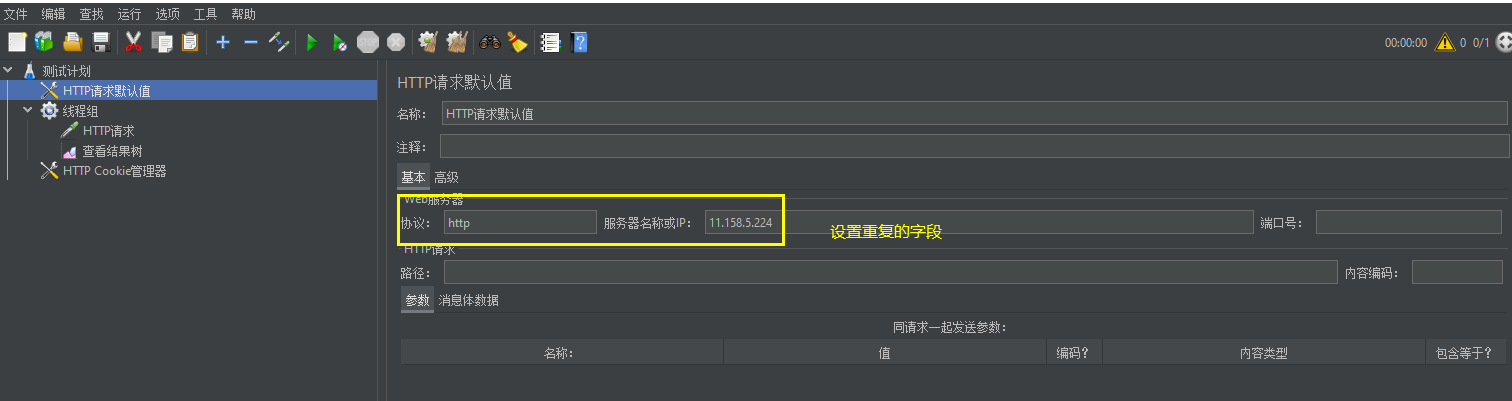 文件 编辑 查找 运行 选项 工具 帮助
STOP
00:00:00 0 0/1
测试计划
HTTP请求默认值
线程组
HTTP请求
查看结果树
HTTP Cookie管理器
HTTP请求默认值
名称： HTTP请求默认值
注释：
基本 高级
Web服务器
协议： http 服务器名称或IP： 11.158.5.224 端口号：
设置重复的字段
HTTP请求
路径： 内容编码：
参数 消息体数据
同请求一起发送参数：
名称： 值 编码？ 内容类型 包含等于？